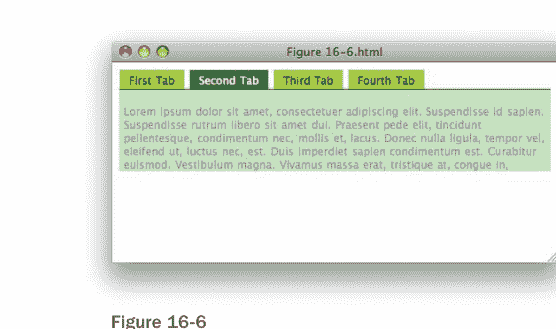 Figure 16-6.html
First Tab Second Tab Third Tab Fourth Tab
Lorem ipsum dolor sit amet, consectetuer adipiscing elit. Suspendisse id sapien.
Suspendisse rutrum libero sit amet dui. Praesent pede elit, tincidunt
pellentesque, condimentum nec, mollis et, lacus. Donec nulla ligula, tempor vel,
eleifend ut, luctus nec, est. Duis imperdiet sapien condimentum est. Curabitur
euismod. Vestibulum magna. Vivamus massa erat, tristique at, congue in,
Figure 16-6